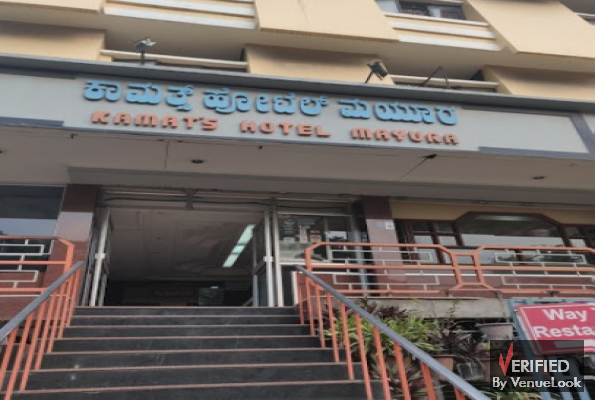 ಕಾಮತ್ಸ್ ಹೋಟೆಲ್ ಮಯೂರ
KAMAT'S HOTEL MAYURA
Way
Resta
VERIFIED
By VenueLook